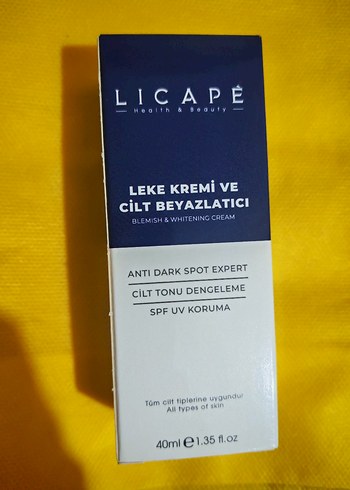 LICAPÊ
Health & Beauty
LEKE KREMİ VE
CİLT BEYAZLATICI
BLEMISH & WHITENING CREAM
ANTI DARK SPOT EXPERT
CİLT TONU DENGELEME
SPF UV KORUMA
Tüm cilt tiplerine uygundur
All types of skin
40ml ℮ 1.35 fl.oz